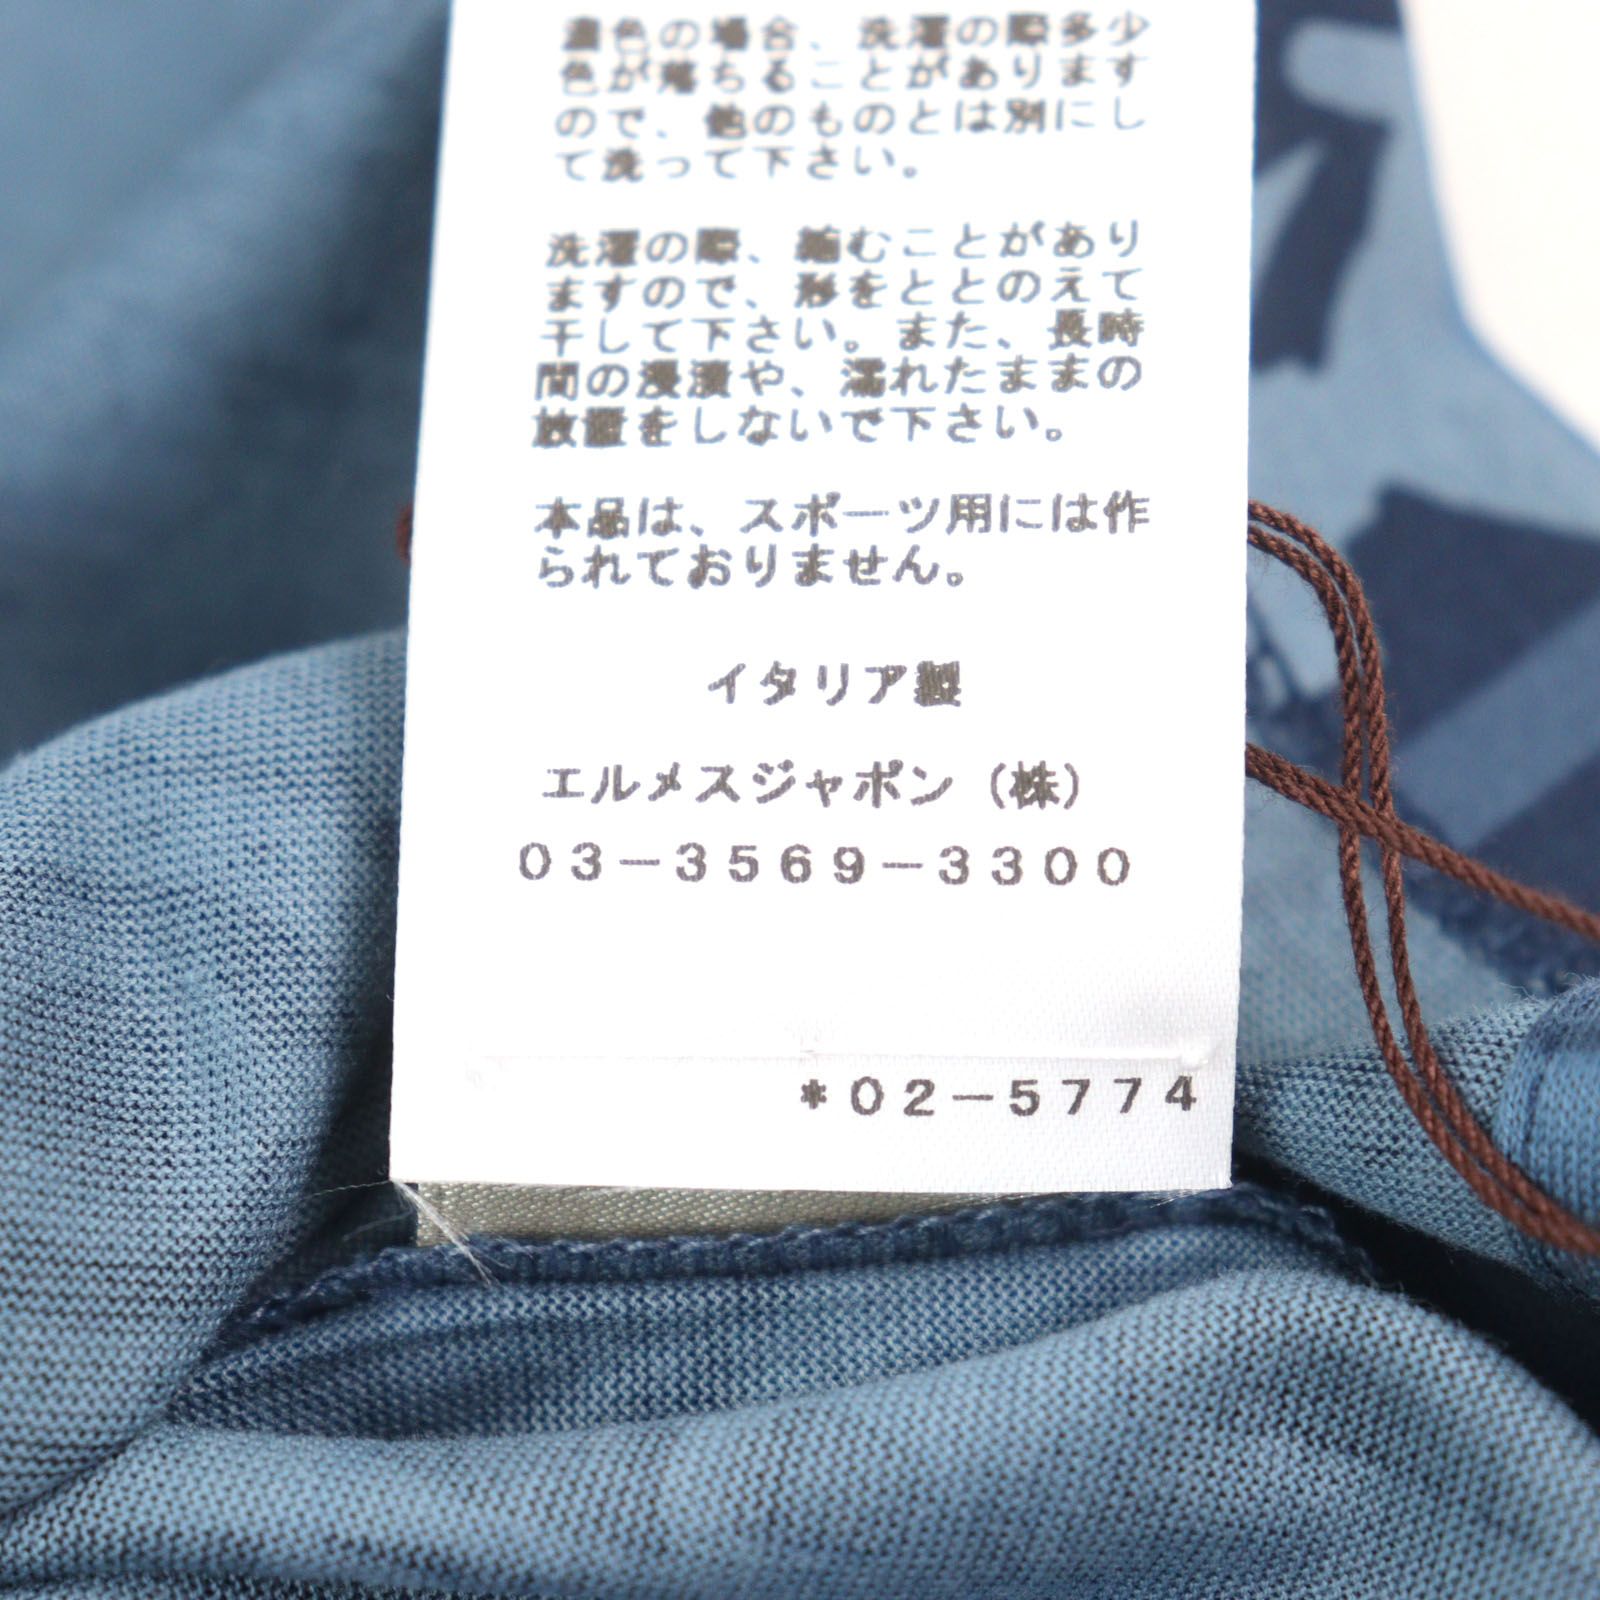 濃色の場合、洗濯の際多少
色が落ちることがあります
ので、他のものとは別にし
て洗って下さい。
洗濯の際、縮むことがあり
ますので、形をととのえて
干して下さい。また、長時
間の浸漬や、濡れたままの
放置をしないで下さい。
本品は、スポーツ用には作
られておりません。
イタリア製
エルメスジャポン（株）
03-3569-3300
*02-5774